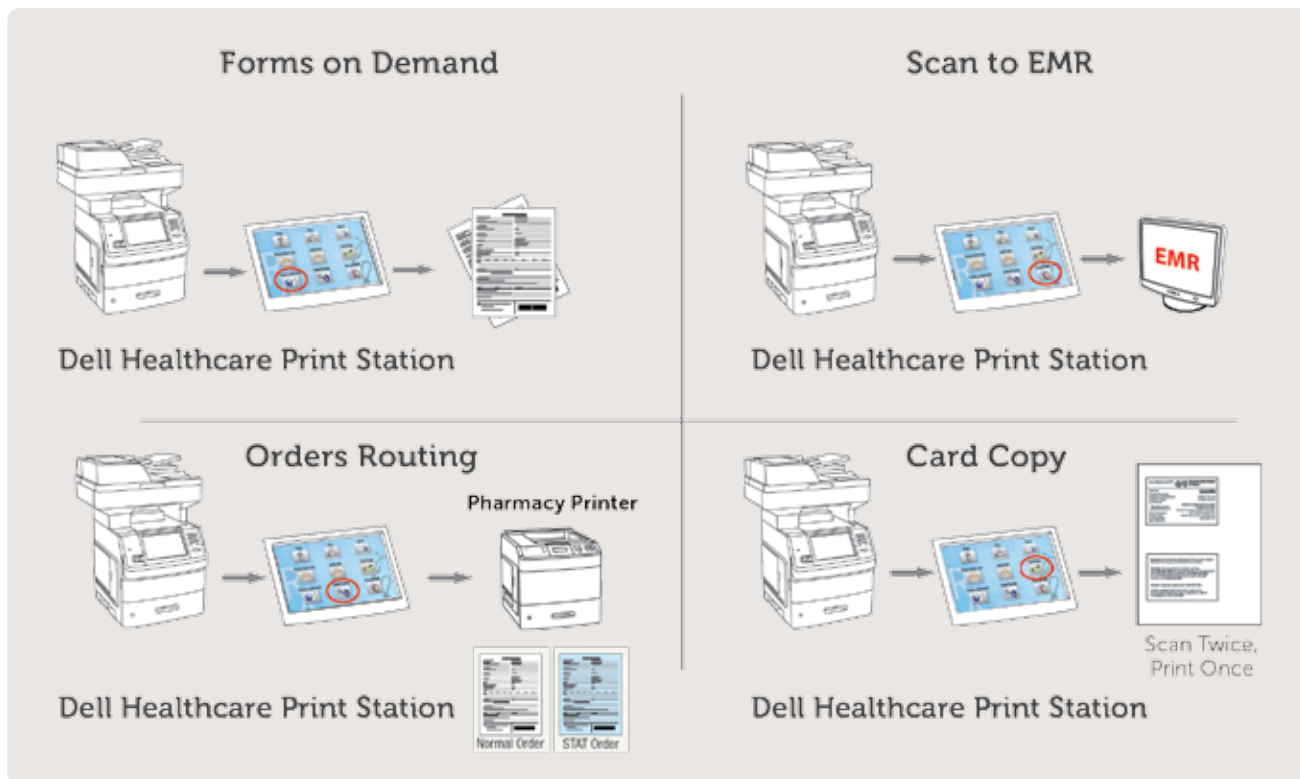 Forms on Demand
Scan to EMR
EMR
Dell Healthcare Print Station
Dell Healthcare Print Station
Orders Routing
Pharmacy Printer
Card Copy
Scan Twice,
Print Once
Normal Order
STAT Order
Dell Healthcare Print Station
Dell Healthcare Print Station